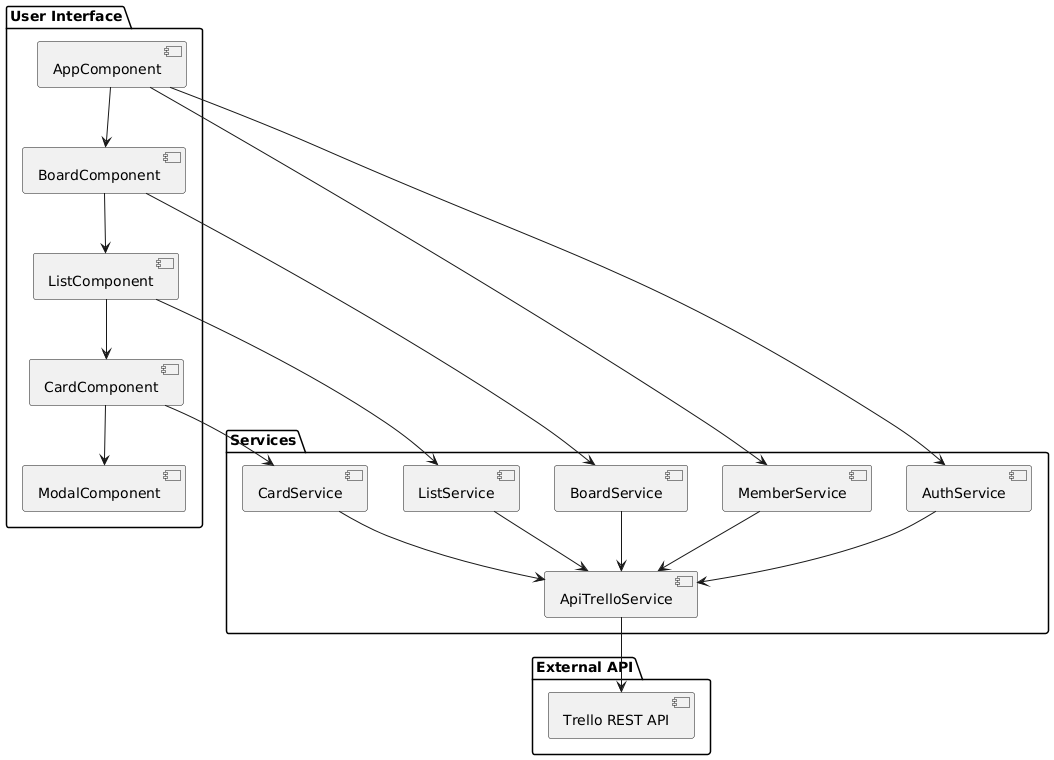 User Interface
AppComponent
BoardComponent
ListComponent
CardComponent
ModalComponent
Services
CardService
ListService
BoardService
MemberService
AuthService
ApiTrelloService
External API
Trello REST API